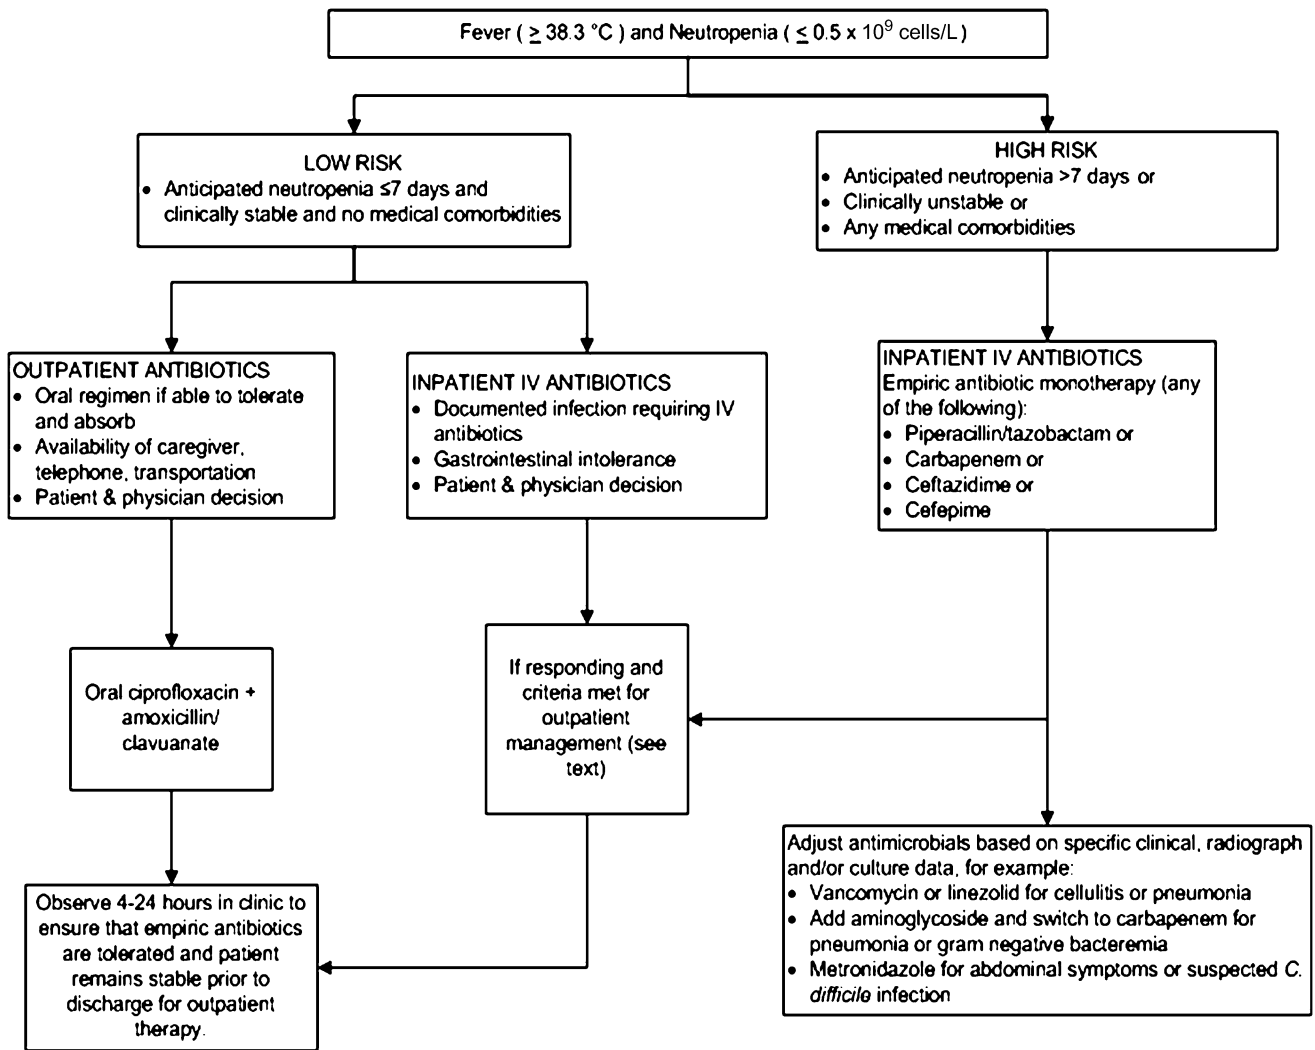 Fever ( ≥ 38.3 °C ) and Neutropenia ( ≤ 0.5 x 10⁹ cells/L )
LOW RISK
• Anticipated neutropenia ≤7 days and
clinically stable and no medical comorbidities
HIGH RISK
• Anticipated neutropenia >7 days or
• Clinically unstable or
• Any medical comorbidities
OUTPATIENT ANTIBIOTICS
• Oral regimen if able to tolerate
and absorb
• Availability of caregiver,
telephone, transportation
• Patient & physician decision
INPATIENT IV ANTIBIOTICS
• Documented infection requiring IV
antibiotics
• Gastrointestinal intolerance
• Patient & physician decision
INPATIENT IV ANTIBIOTICS
Empiric antibiotic monotherapy (any
of the following):
• Piperacillin/tazobactam or
• Carbapenem or
• Ceftazidime or
• Cefepime
Oral ciprofloxacin +
amoxicillin/
clavuanate
If responding and
criteria met for
outpatient
management (see
text)
Observe 4-24 hours in clinic to
ensure that empiric antibiotics
are tolerated and patient
remains stable prior to
discharge for outpatient
therapy.
Adjust antimicrobials based on specific clinical, radiograph
and/or culture data, for example:
• Vancomycin or linezolid for cellulitis or pneumonia
• Add aminoglycoside and switch to carbapenem for
pneumonia or gram negative bacteremia
• Metronidazole for abdominal symptoms or suspected C.
difficile infection